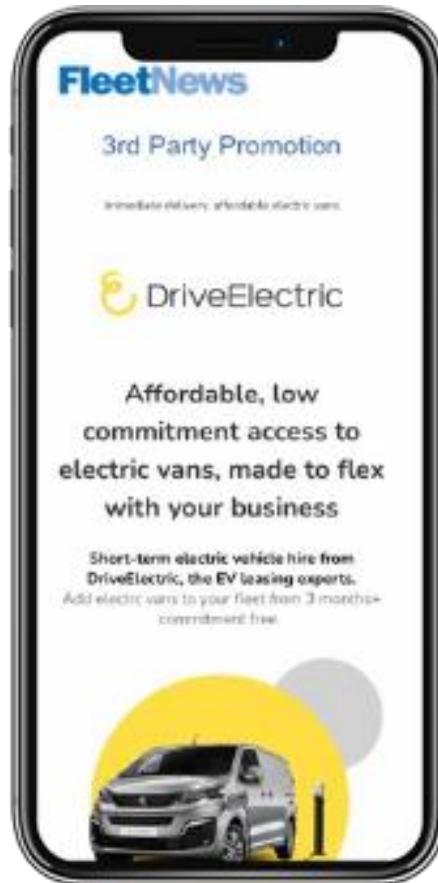 FleetNews
3rd Party Promotion
Immediate delivery, affordable electric vans
DriveElectric
Affordable, low
commitment access to
electric vans, made to flex
with your business
Short-term electric vehicle hire from
DriveElectric, the EV leasing experts.
Add electric vans to your fleet from 3 months+
commitment free